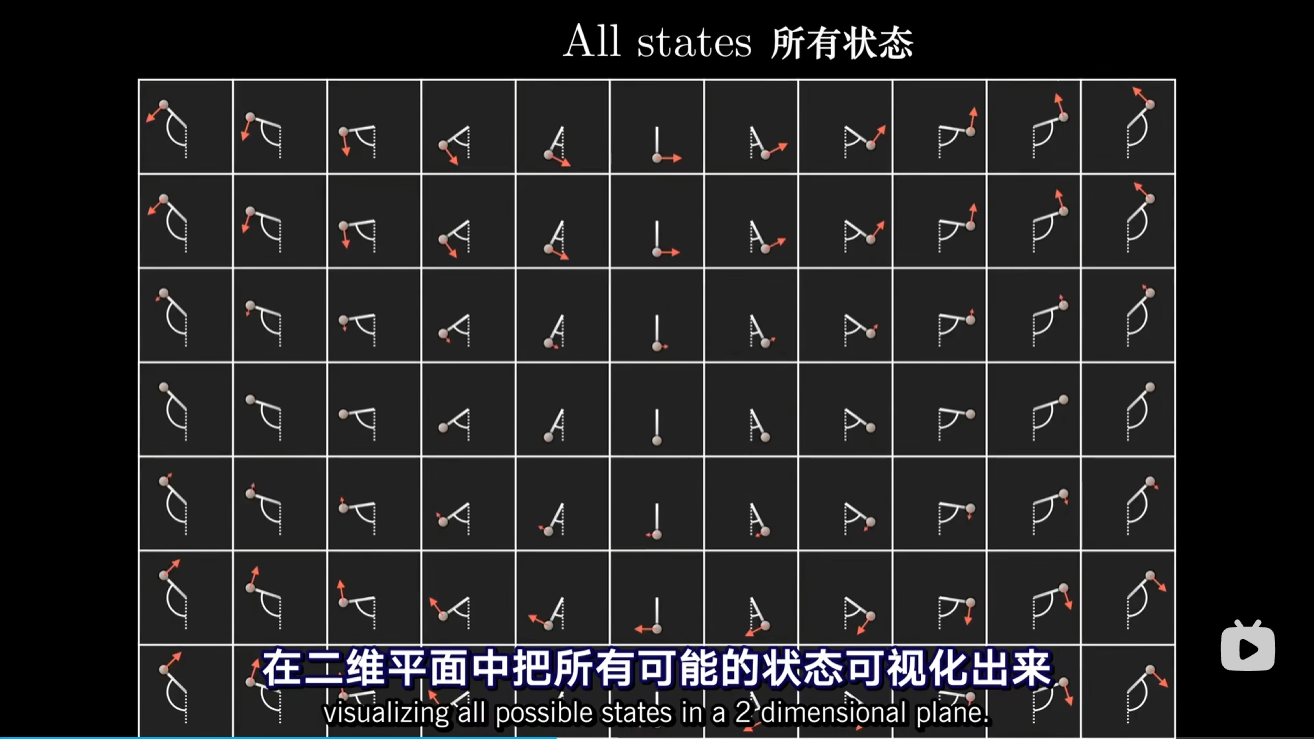 All states 所有状态
在二维平面中把所有可能的状态可视化出来
visualizing all possible states in a 2 dimensional plane.